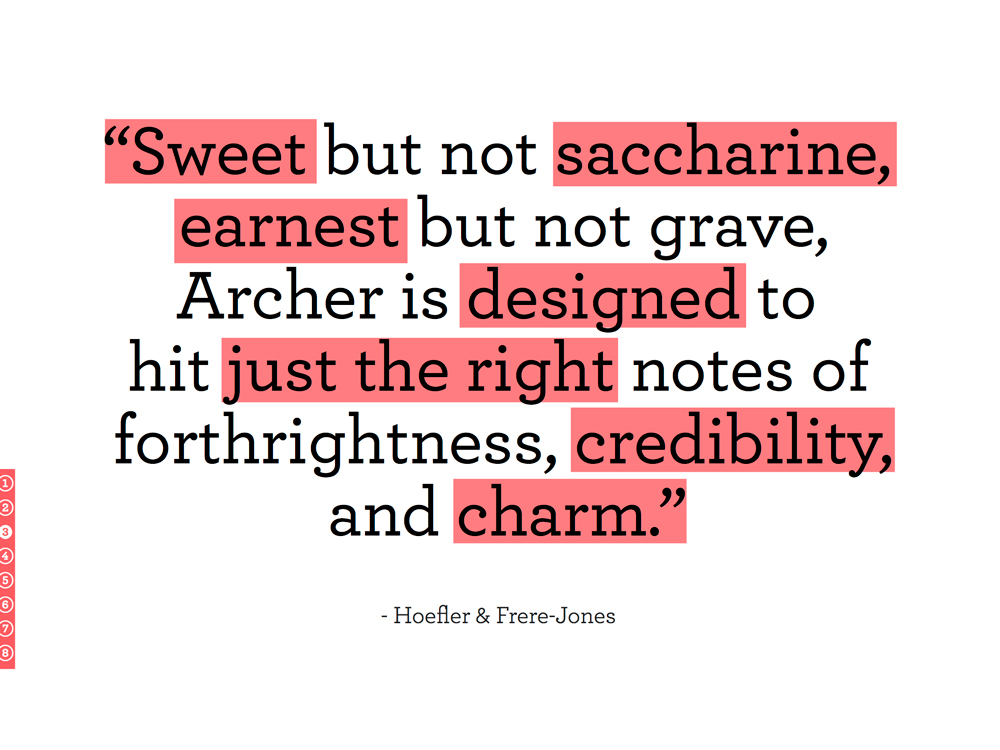 “Sweet but not saccharine,
earnest but not grave,
Archer is designed to
hit just the right notes of
forthrightness, credibility,
and charm.”
- Hoefler & Frere-Jones
1
2
3
4
5
6
7
8